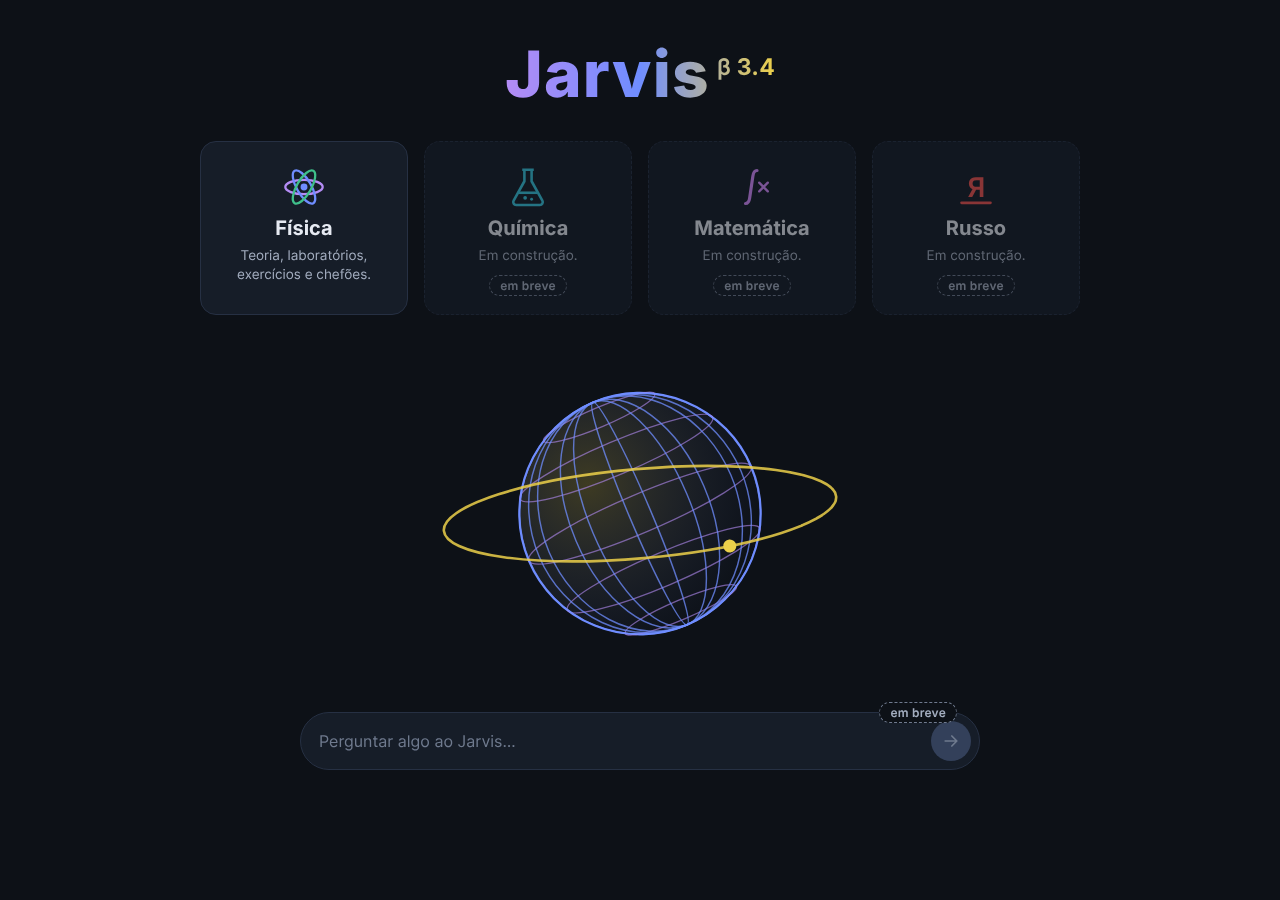 Jarvis β 3.4
Física
Teoria, laboratórios,
exercícios e chefões.
Química
Em construção.
em breve
∫×
Matemática
Em construção.
em breve
Я
Russo
Em construção.
em breve
em breve
Perguntar algo ao Jarvis...